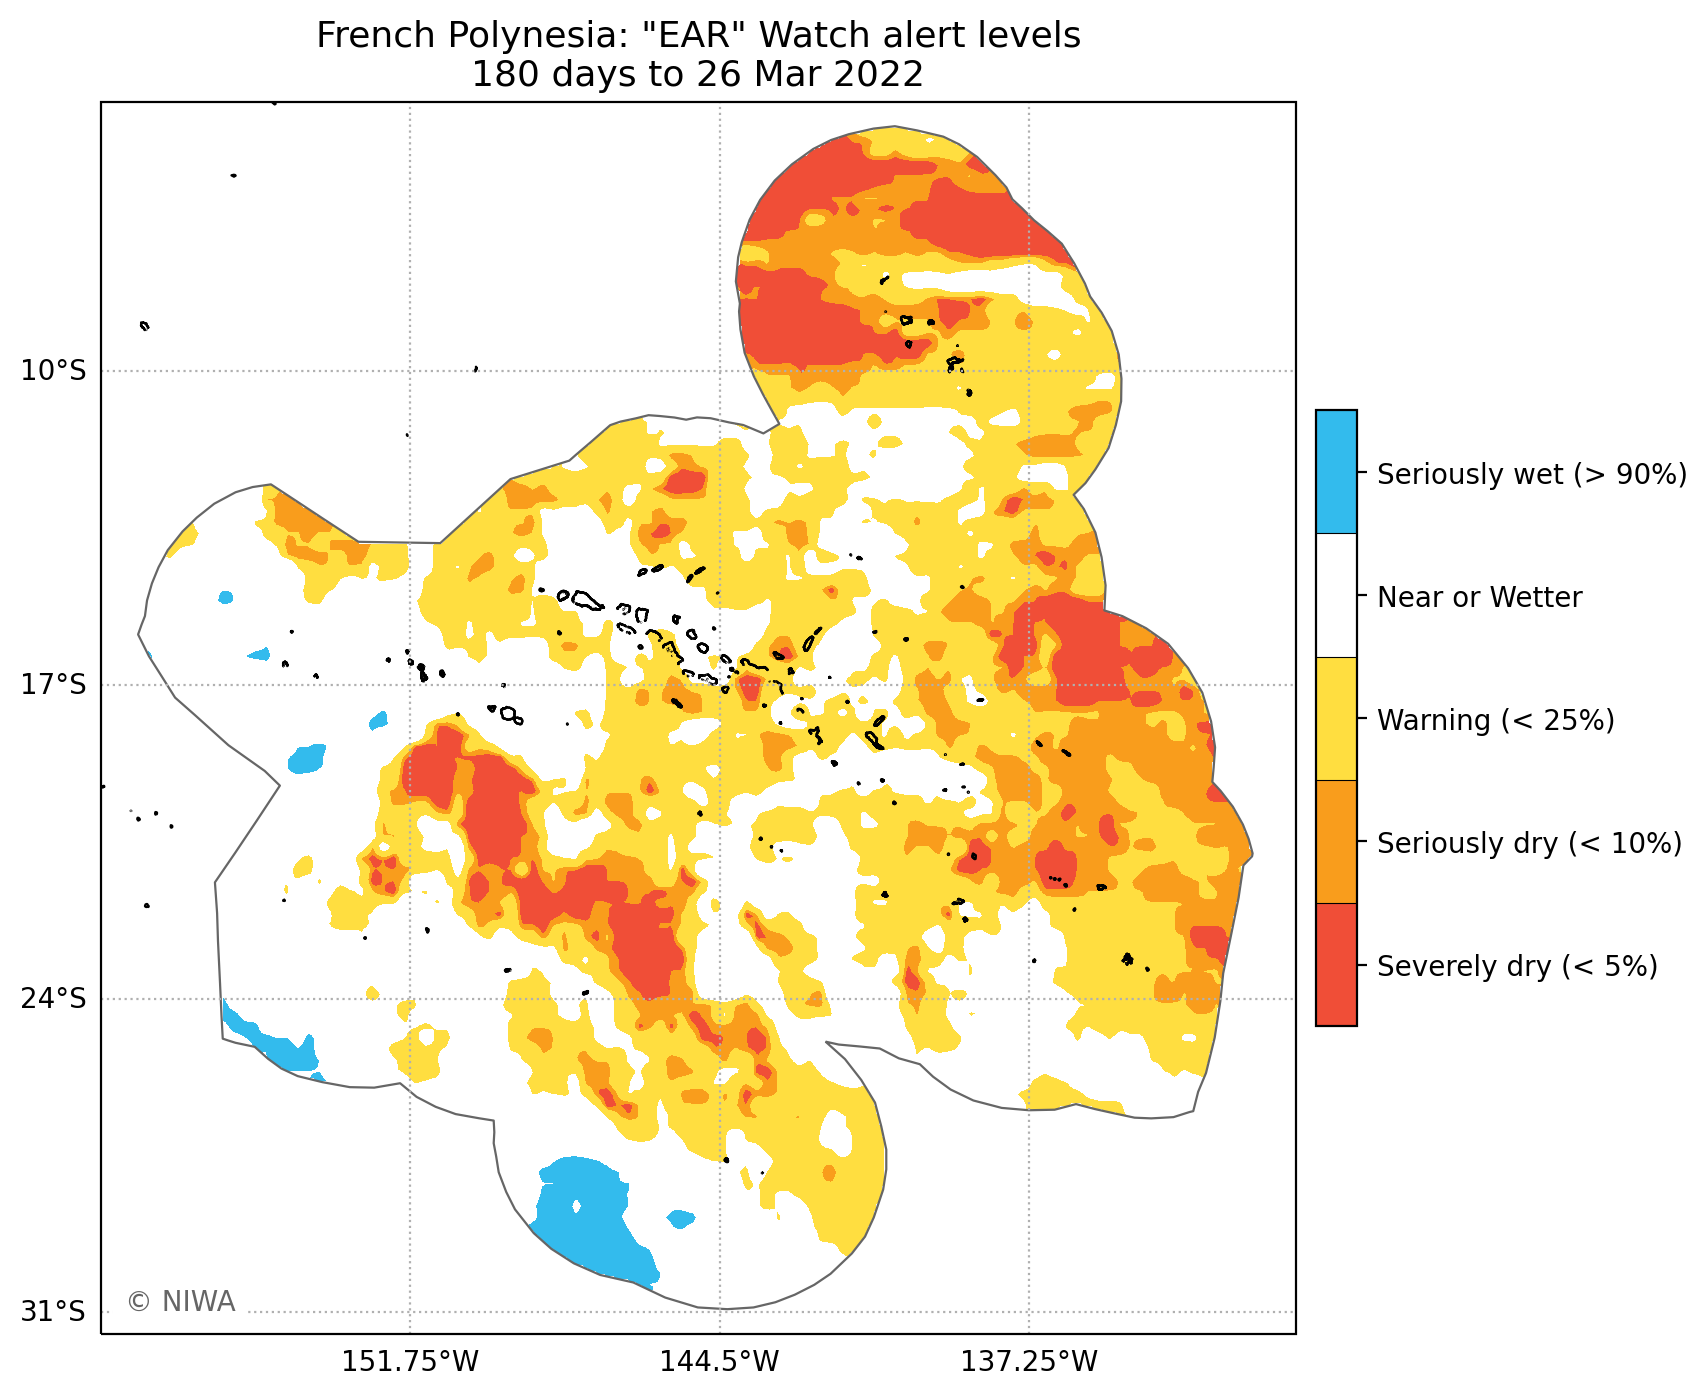 French Polynesia: "EAR" Watch alert levels
180 days to 26 Mar 2022
10°S
17°S
24°S
31°S
151.75°W
144.5°W
137.25°W
© NIWA
Seriously wet (> 90%)
Near or Wetter
Warning (< 25%)
Seriously dry (< 10%)
Severely dry (< 5%)